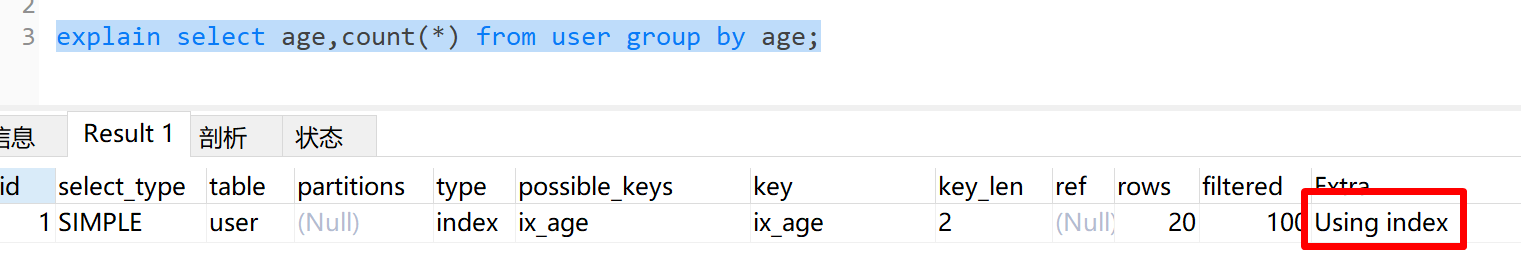 2
3 explain select age,count(*) from user group by age;
信息 Result 1 剖析 状态
id select_type table partitions type possible_keys key key_len ref rows filtered Extra
1 SIMPLE user (Null) index ix_age ix_age 2 (Null) 20 100 Using index